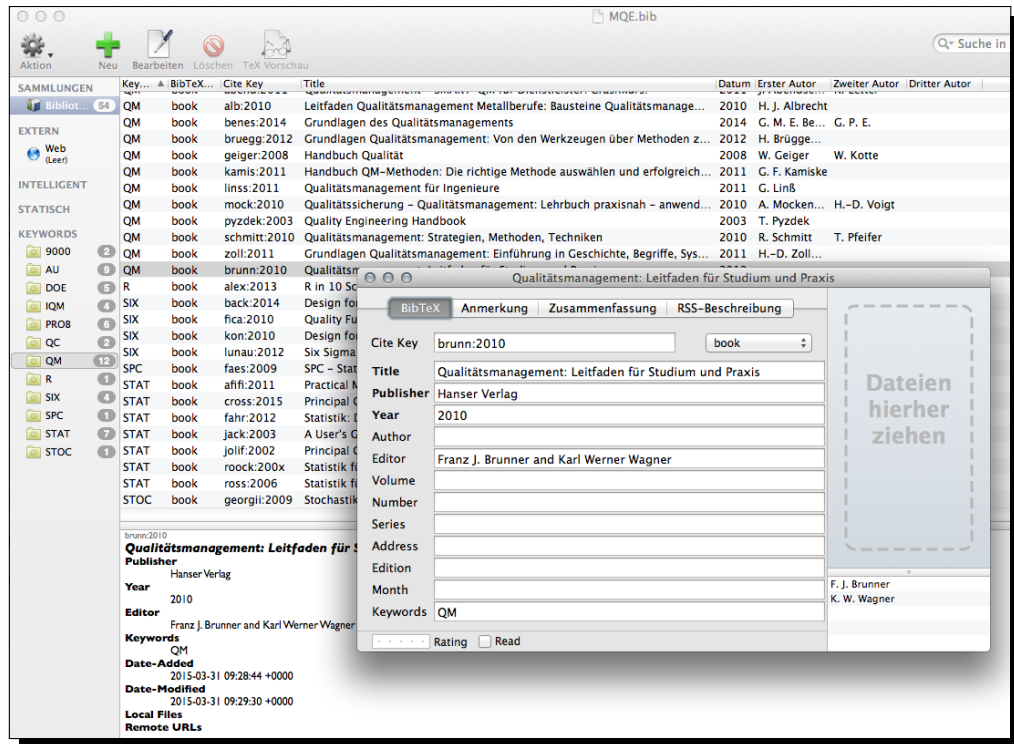 MQE.bib
Aktion Neu Bearbeiten Löschen TeX Vorschau
Suche in
SAMMLUNGEN
Bibliot... 54
EXTERN
Web
(Leer)
INTELLIGENT
STATISCH
KEYWORDS
9000 2
AU 9
DOE 5
IQM 4
PROB 6
QC 2
QM 12
R 1
SIX 4
SPC 1
STAT 7
STOC 1
Key... BibTeX... Cite Key Title Datum Erster Autor Zweiter Autor Dritter Autor
QM book alb:2010 Leitfaden Qualitätsmanagement Metallberufe: Bausteine Qualitätsmanage... 2010 H. J. Albrecht
QM book benes:2014 Grundlagen des Qualitätsmanagements 2014 G. M. E. Be... G. P. E.
QM book bruegg:2012 Grundlagen Qualitätsmanagement: Von den Werkzeugen über Methoden z... 2012 H. Brügge...
QM book geiger:2008 Handbuch Qualität 2008 W. Geiger W. Kotte
QM book kamis:2011 Handbuch QM-Methoden: Die richtige Methode auswählen und erfolgreich... 2011 G. F. Kamiske
QM book linss:2011 Qualitätsmanagement für Ingenieure 2011 G. Linß
QM book mock:2010 Qualitätssicherung - Qualitätsmanagement: Lehrbuch praxisnah - anwend... 2010 A. Mocken... H.-D. Voigt
QM book pyzdek:2003 Quality Engineering Handbook 2003 T. Pyzdek
QM book schmitt:2010 Qualitätsmanagement: Strategien, Methoden, Techniken 2010 R. Schmitt T. Pfeifer
QM book zoll:2011 Grundlagen Qualitätsmanagement: Einführung in Geschichte, Begriffe, Sys... 2011 H.-D. Zoll...
QM book brunn:2010
R book alex:2013 R in 10 Sc
SIX book back:2014 Design fo
SIX book fica:2010 Quality Fu
SIX book kon:2010 Design fo
SIX book lunau:2012 Six Sigma
SPC book faes:2009 SPC - Stat
STAT book afifi:2011 Practical M
STAT book cross:2015 Principal C
STAT book fahr:2012 Statistik: D
STAT book jack:2003 A User's G
STAT book jolif:2002 Principal C
STAT book roock:200x Statistik fü
STAT book ross:2006 Statistik fü
STOC book georgii:2009 Stochastik
brunn:2010
Qualitätsmanagement: Leitfaden für S
Publisher
Hanser Verlag
Year
2010
Editor
Franz J. Brunner and Karl Werner Wagner
Keywords
QM
Date-Added
2015-03-31 09:28:44 +0000
Date-Modified
2015-03-31 09:29:30 +0000
Local Files
Remote URLs
Qualitätsmanagement: Leitfaden für Studium und Praxis
BibTeX Anmerkung Zusammenfassung RSS-Beschreibung
Cite Key brunn:2010 book
Title Qualitätsmanagement: Leitfaden für Studium und Praxis
Publisher Hanser Verlag
Year 2010
Author
Editor Franz J. Brunner and Karl Werner Wagner
Volume
Number
Series
Address
Edition
Month
Keywords QM
Rating Read
Dateien
hierher
ziehen
F. J. Brunner
K. W. Wagner